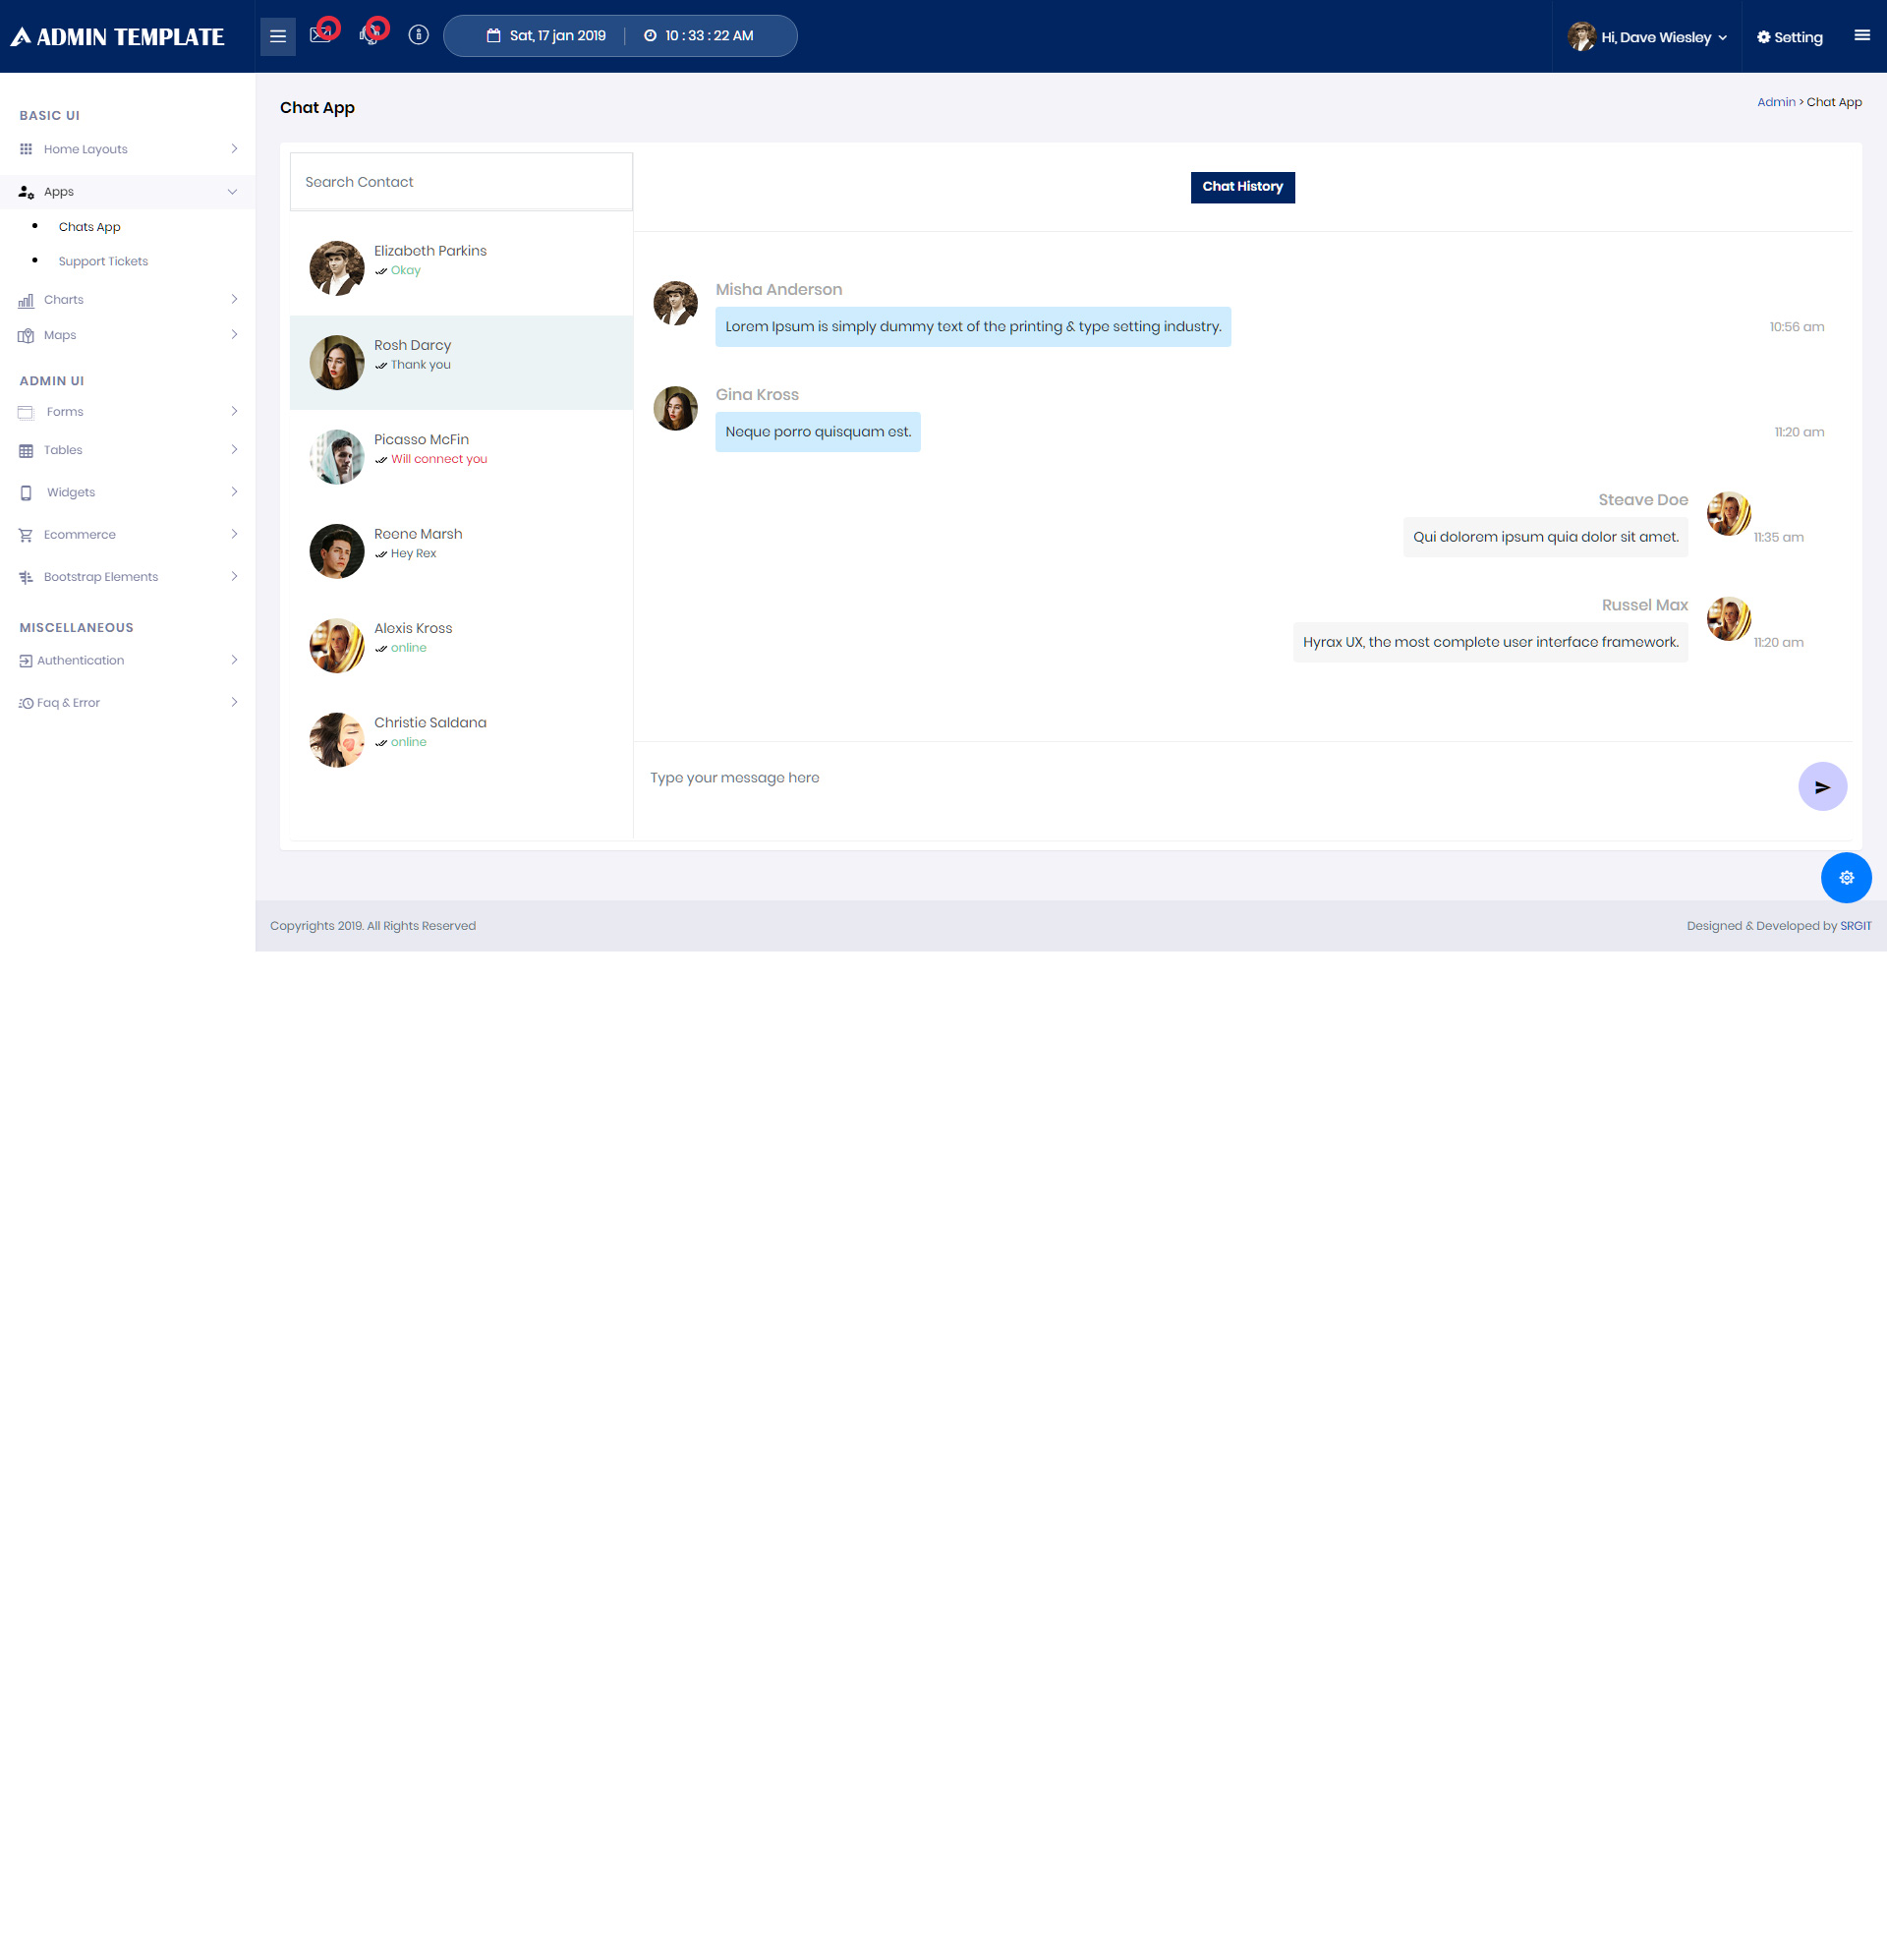 ADMIN TEMPLATE
Sat, 17 jan 2019
10 : 33 : 22 AM
Hi, Dave Wiesley
Setting
BASIC UI
Home Layouts
Apps
Chats App
Support Tickets
Charts
Maps
ADMIN UI
Forms
Tables
Widgets
Ecommerce
Bootstrap Elements
MISCELLANEOUS
Authentication
Faq & Error
Chat App
Admin > Chat App
Search Contact
Elizabeth Parkins
Okay
Rosh Darcy
Thank you
Picasso McFin
Will connect you
Reene Marsh
Hey Rex
Alexis Kross
online
Christie Saldana
online
Chat History
Misha Anderson
Lorem Ipsum is simply dummy text of the printing & type setting industry.
10:56 am
Gina Kross
Neque porro quisquam est.
11:20 am
Steave Doe
Qui dolorem ipsum quia dolor sit amet.
11:35 am
Russel Max
Hyrax UX, the most complete user interface framework.
11:20 am
Type your message here
Copyrights 2019. All Rights Reserved
Designed & Developed by SRGIT